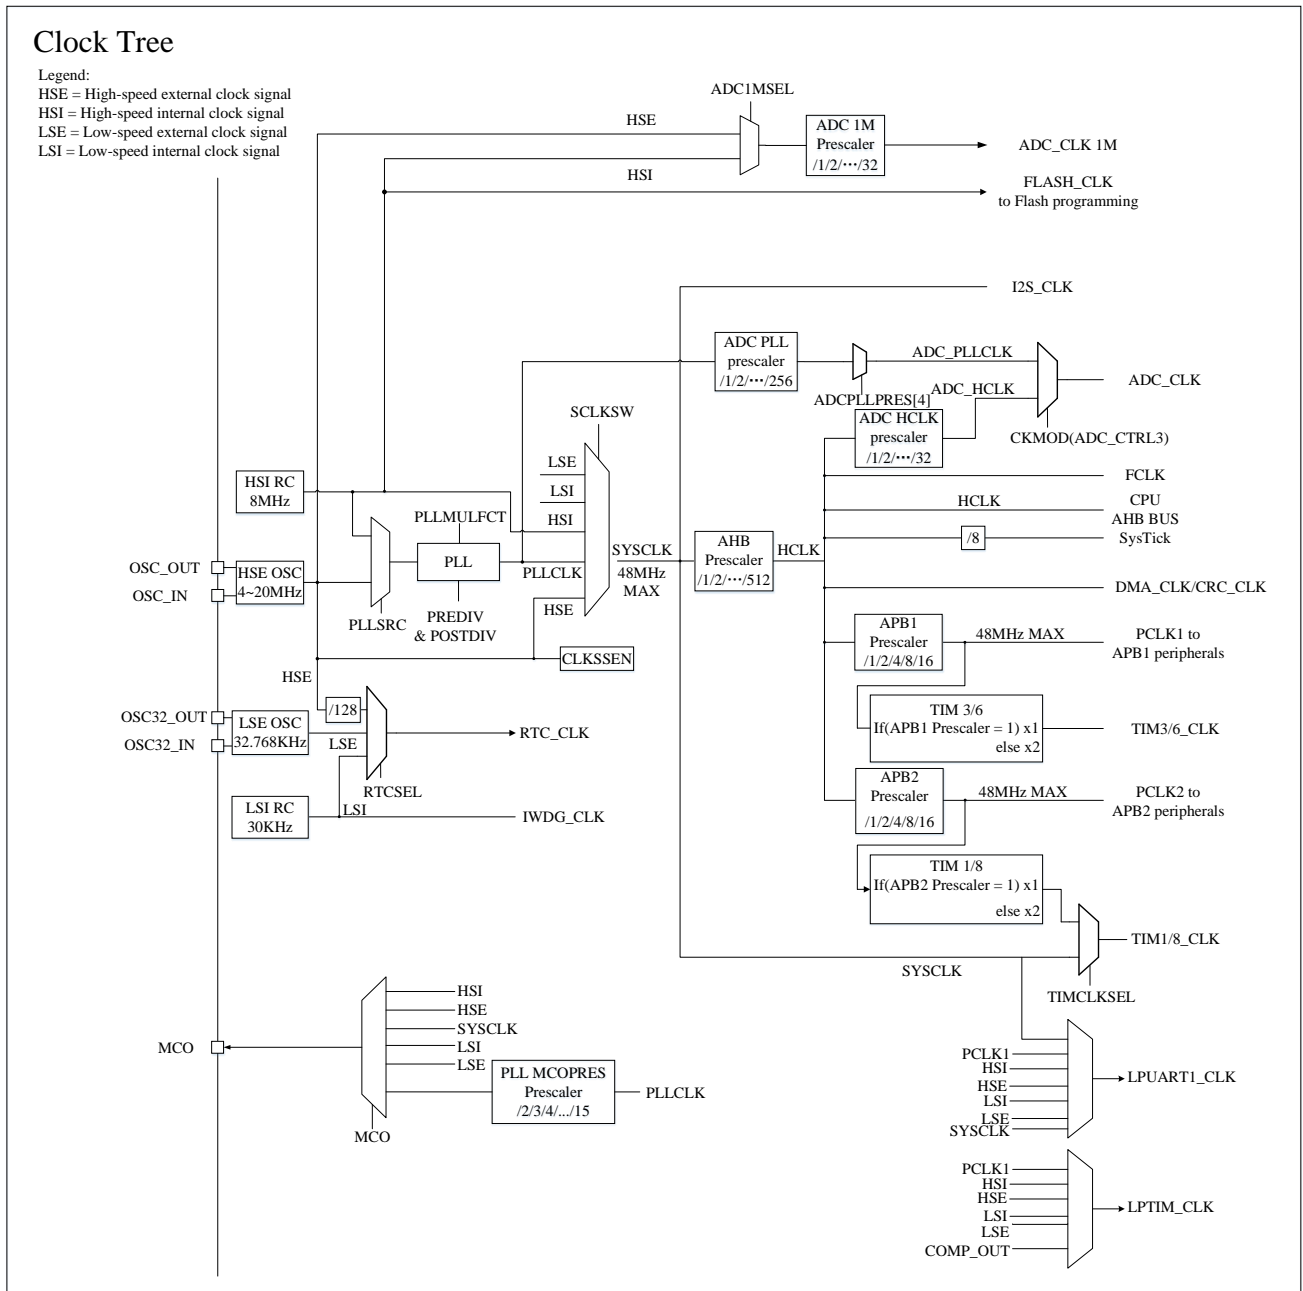 Clock Tree
Legend:
HSE = High-speed external clock signal
HSI = High-speed internal clock signal
LSE = Low-speed external clock signal
LSI = Low-speed internal clock signal
ADC1MSEL
HSE
HSI
ADC 1M
Prescaler
/1/2/···/32
ADC_CLK 1M
FLASH_CLK
to Flash programming
I2S_CLK
ADC PLL
prescaler
/1/2/···/256
ADC_PLLCLK
ADCPLLPRES[4]
ADC_HCLK
ADC_CLK
CKMOD(ADC_CTRL3)
ADC HCLK
prescaler
/1/2/···/32
SCLKSW
LSE
LSI
HSI
PLLCLK
HSE
HSI RC
8MHz
PLLMULFCT
PLL
PREDIV
& POSTDIV
PLLSRC
OSC_OUT
OSC_IN
HSE OSC
4~20MHz
SYSCLK
48MHz
MAX
AHB
Prescaler
/1/2/.../512
HCLK
FCLK
HCLK
CPU
AHB BUS
/8
SysTick
DMA_CLK/CRC_CLK
CLKSSEN
APB1
Prescaler
/1/2/4/8/16
48MHz MAX
PCLK1 to
APB1 peripherals
HSE
/128
OSC32_OUT
OSC32_IN
LSE OSC
32.768KHz
LSE
RTC_CLK
RTCSEL
TIM 3/6
If(APB1 Prescaler = 1) x1
else x2
TIM3/6_CLK
LSI RC
30KHz
LSI
IWDG_CLK
APB2
Prescaler
/1/2/4/8/16
48MHz MAX
PCLK2 to
APB2 peripherals
TIM 1/8
If(APB2 Prescaler = 1) x1
else x2
TIM1/8_CLK
SYSCLK
TIMCLKSEL
MCO
HSI
HSE
SYSCLK
LSI
LSE
PLL MCOPRES
Prescaler
/2/3/4/.../15
PLLCLK
MCO
PCLK1
HSI
HSE
LSI
LSE
SYSCLK
LPUART1_CLK
PCLK1
HSI
HSE
LSI
LSE
COMP_OUT
LPTIM_CLK